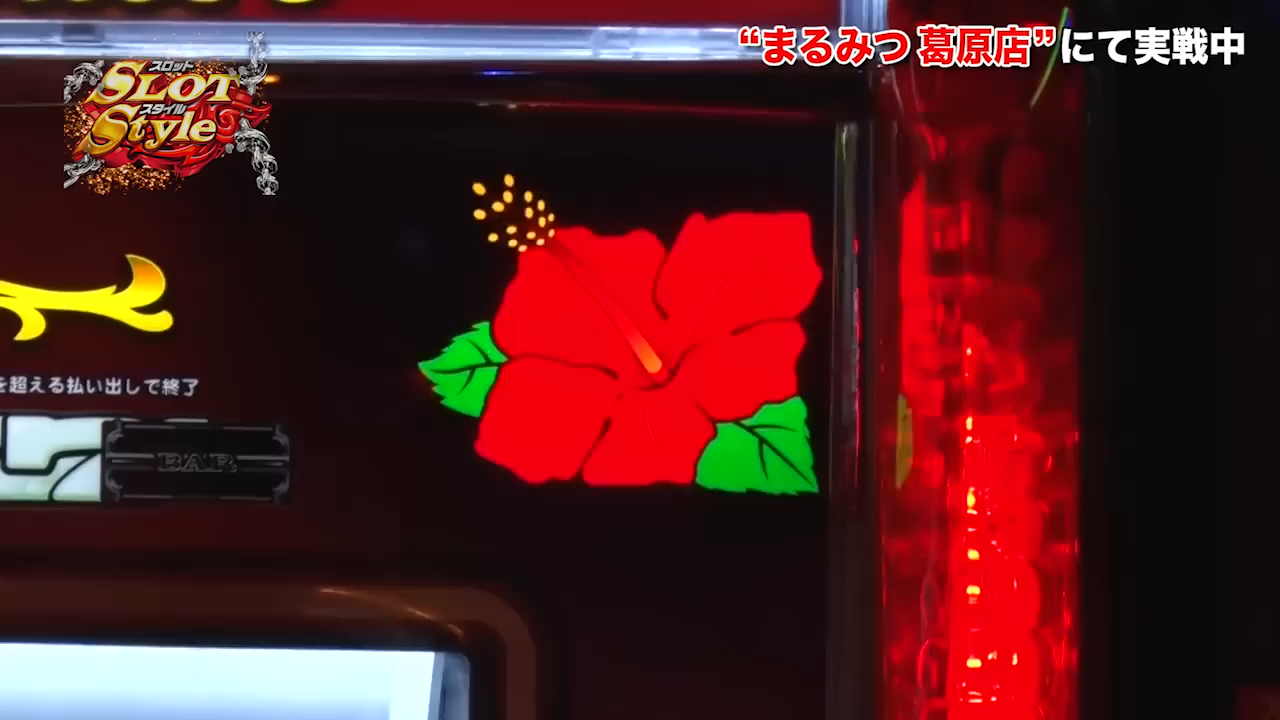 “まるみつ 葛原店”にて実戦中
スロット
SLOT
スタイル
Style
を超える払い出しで終了
BAR